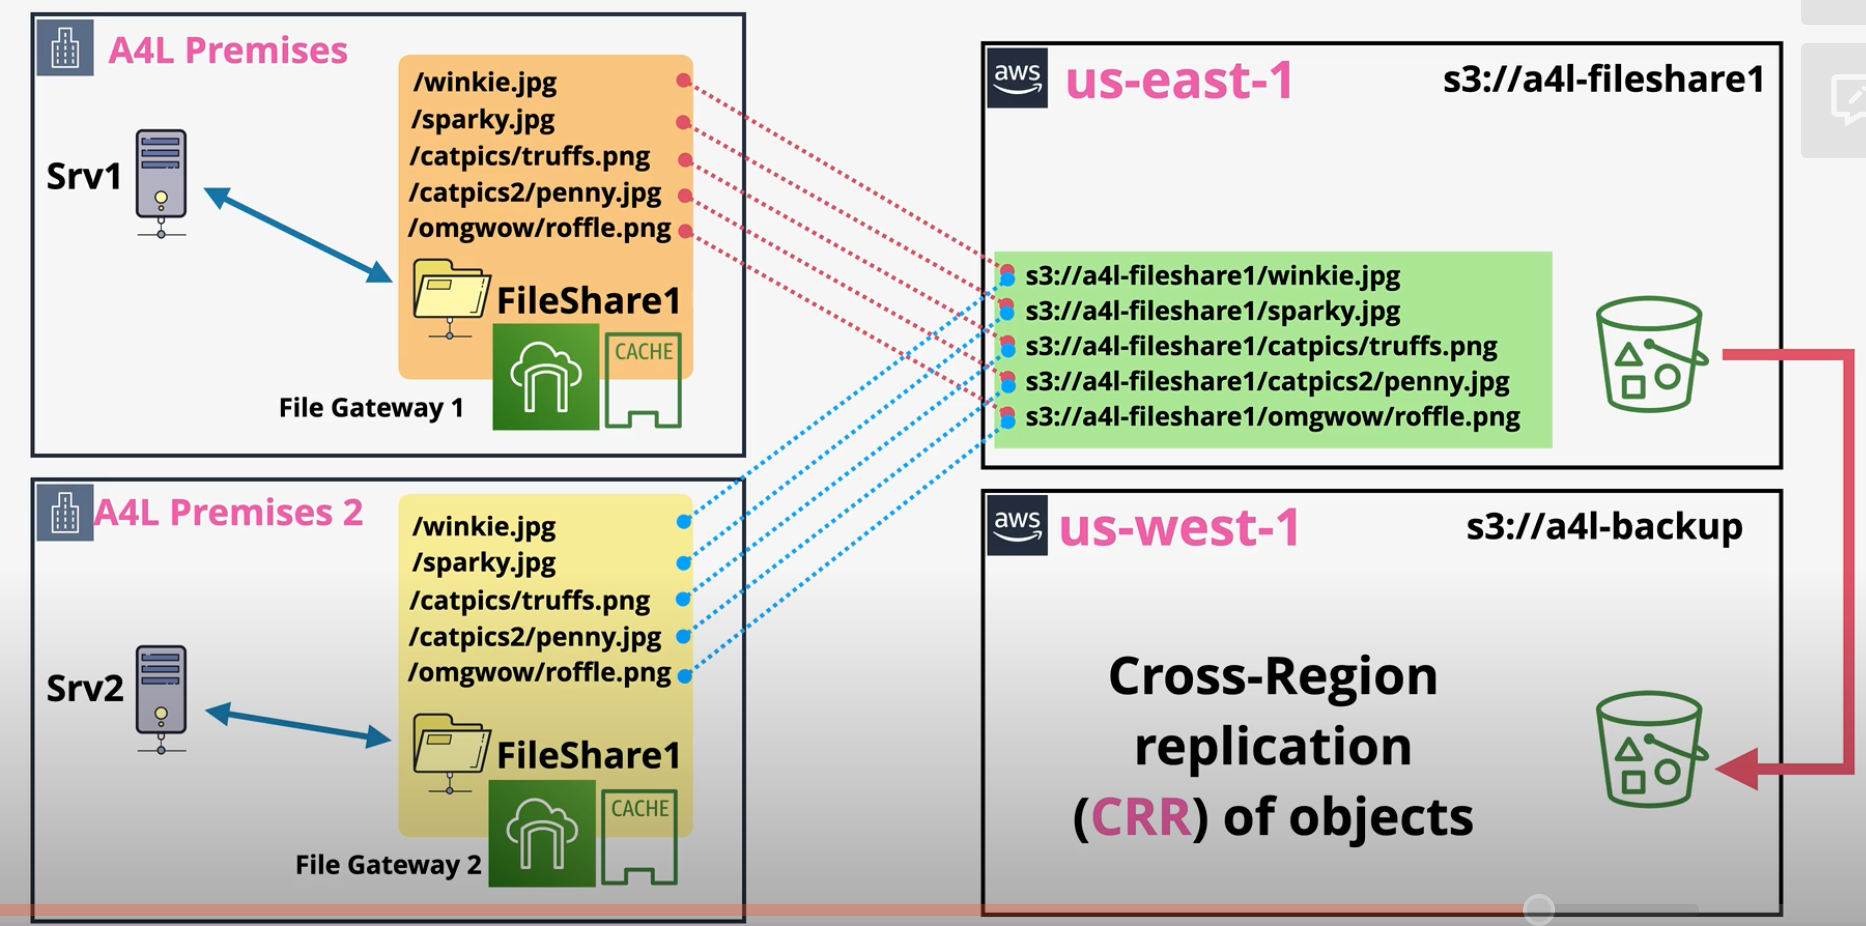 A4L Premises
/winkie.jpg
/sparky.jpg
/catpics/truffs.png
/catpics2/penny.jpg
/omgwow/roffle.png
Srv1
FileShare1
CACHE
File Gateway 1
A4L Premises 2
/winkie.jpg
/sparky.jpg
/catpics/truffs.png
/catpics2/penny.jpg
/omgwow/roffle.png
Srv2
FileShare1
CACHE
File Gateway 2
aws
us-east-1
s3://a4l-fileshare1
s3://a4l-fileshare1/winkie.jpg
s3://a4l-fileshare1/sparky.jpg
s3://a4l-fileshare1/catpics/truffs.png
s3://a4l-fileshare1/catpics2/penny.jpg
s3://a4l-fileshare1/omgwow/roffle.png
aws
us-west-1
s3://a4l-backup
Cross-Region
replication
(CRR) of objects